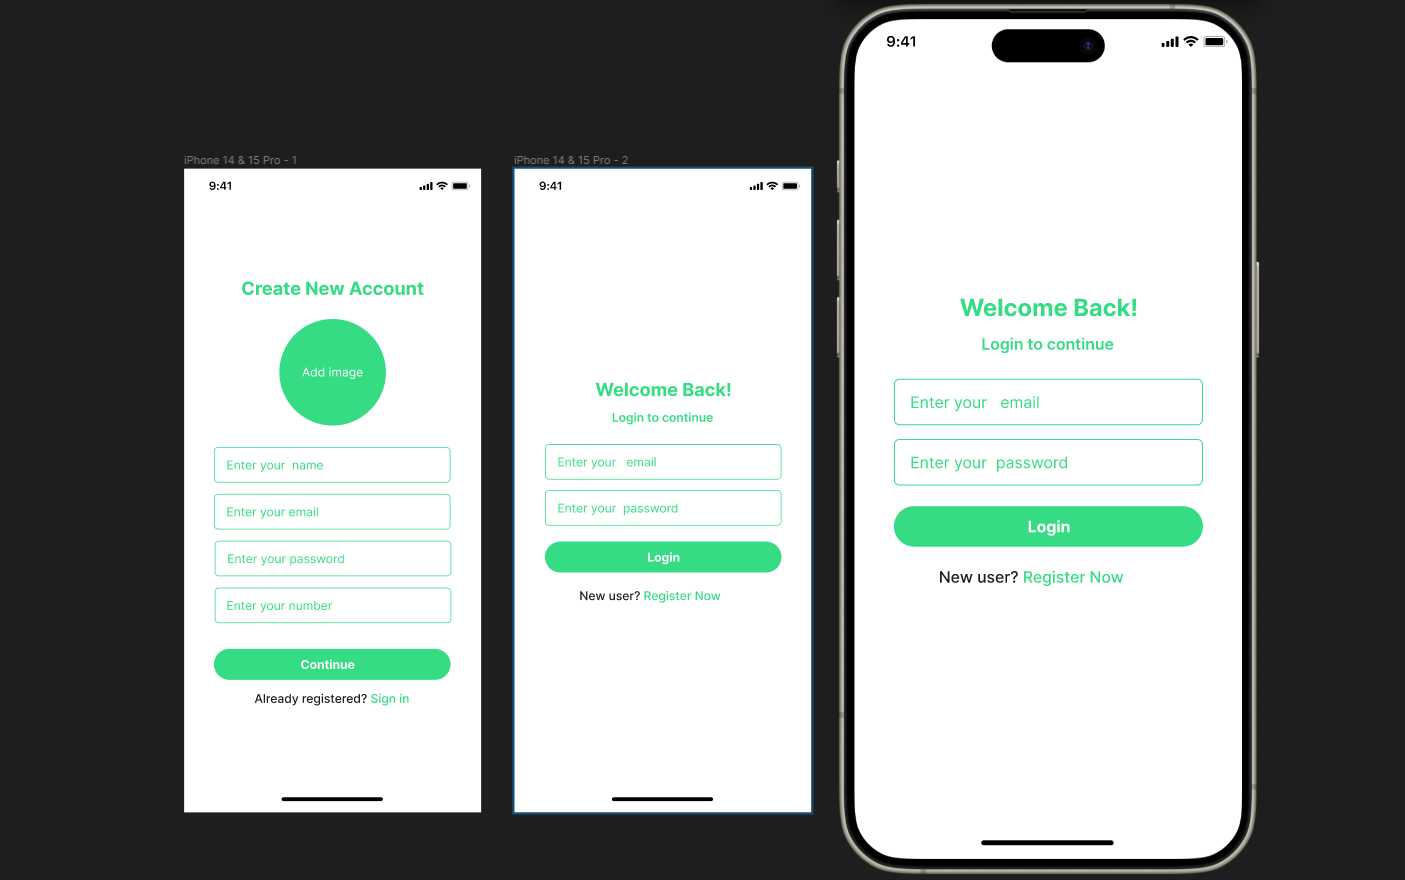 iPhone 14 & 15 Pro - 1
9:41
Create New Account
Add image
Enter your name
Enter your email
Enter your password
Enter your number
Continue
Already registered? Sign in
iPhone 14 & 15 Pro - 2
9:41
Welcome Back!
Login to continue
Enter your email
Enter your password
Login
New user? Register Now
9:41
Welcome Back!
Login to continue
Enter your email
Enter your password
Login
New user? Register Now